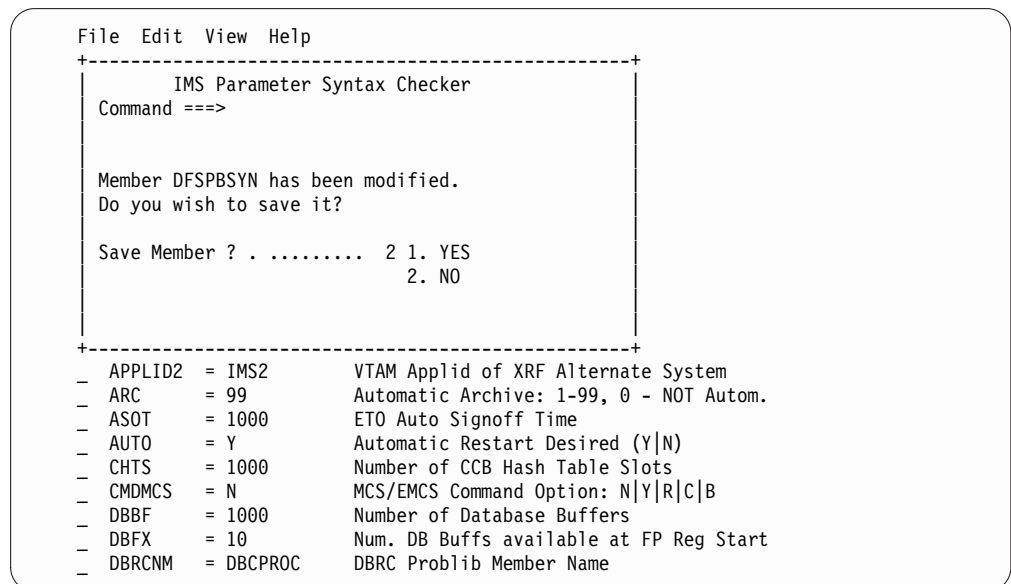 File Edit View Help
+---------------------------------------------------+
| IMS Parameter Syntax Checker |
| Command ===> |
| Member DFSPBSYN has been modified. |
| Do you wish to save it? |
| Save Member ? . ......... 2 1. YES |
| 2. NO |
+---------------------------------------------------+
_ APPLID2 = IMS2 VTAM Applid of XRF Alternate System
_ ARC = 99 Automatic Archive: 1-99, 0 - NOT Autom.
_ ASOT = 1000 ETO Auto Signoff Time
_ AUTO = Y Automatic Restart Desired (Y|N)
_ CHTS = 1000 Number of CCB Hash Table Slots
_ CMDMCS = N MCS/EMCS Command Option: N|Y|R|C|B
_ DBBF = 1000 Number of Database Buffers
_ DBFX = 10 Num. DB Buffs available at FP Reg Start
_ DBRCNM = DBCPROC DBRC Problib Member Name